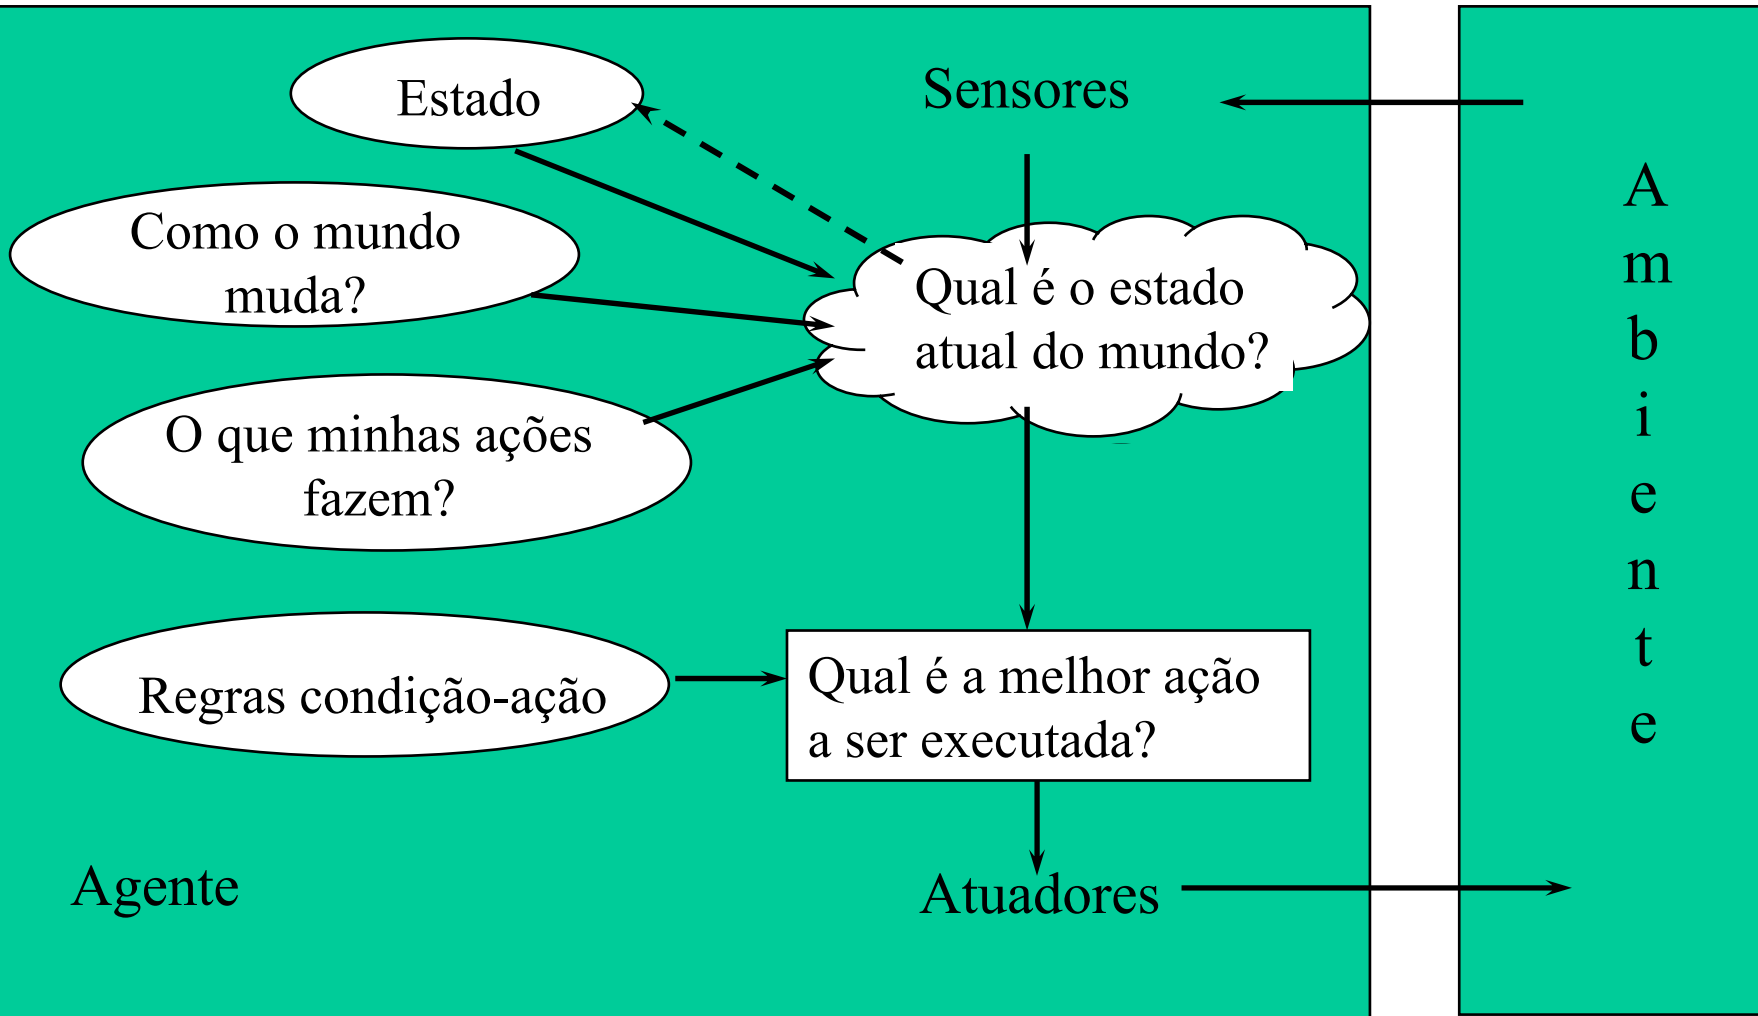 Estado
Sensores
Como o mundo
muda?
Qual é o estado
atual do mundo?
O que minhas ações
fazem?
Regras condição-ação
Qual é a melhor ação
a ser executada?
Agente
Atuadores
A
m
b
i
e
n
t
e